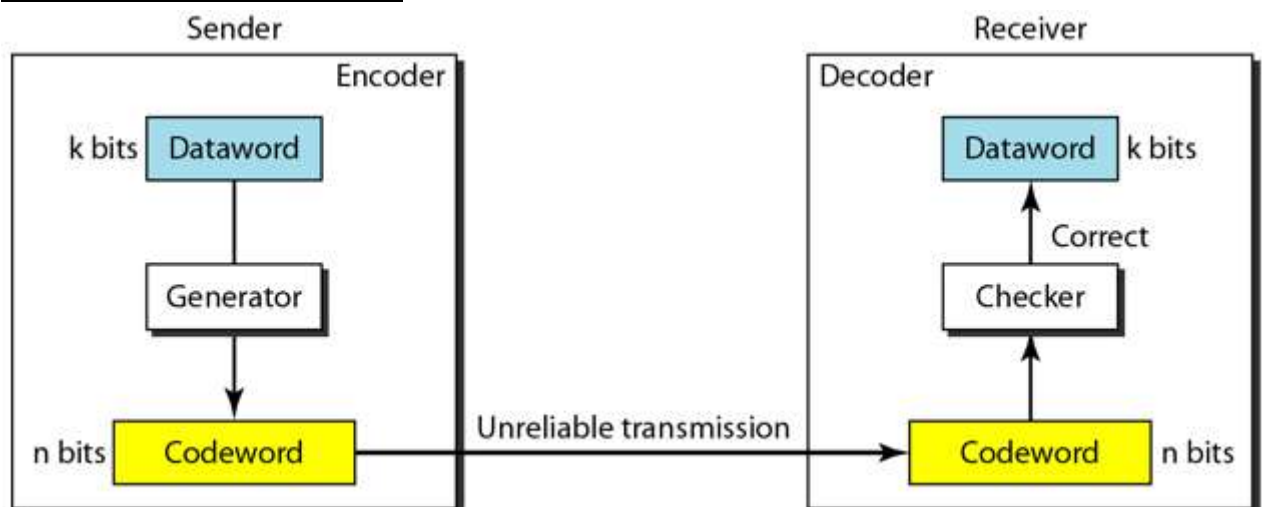 Sender
Receiver
Encoder
Decoder
k bits
Dataword
Dataword
k bits
Correct
Generator
Checker
Unreliable transmission
n bits
Codeword
Codeword
n bits